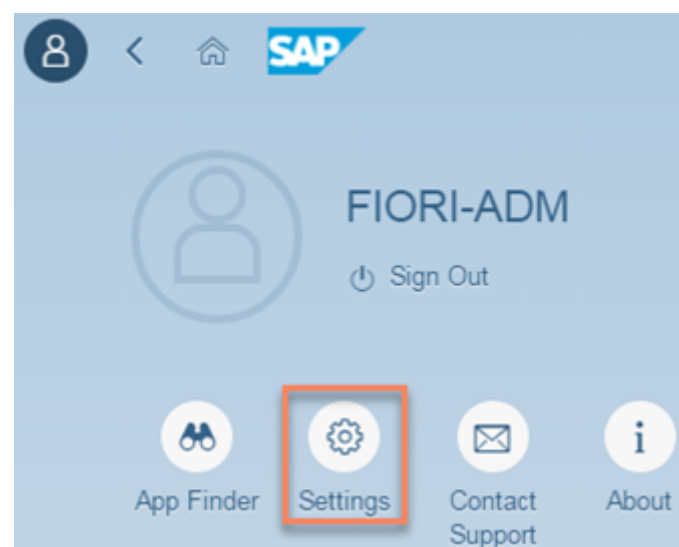 SAP
FIORI-ADM
Sign Out
App Finder
Settings
Contact
Support
About